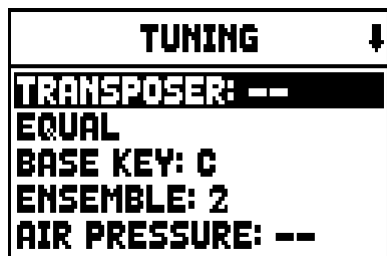 TUNING
TRANSPOSER: --
EQUAL
BASE KEY: C
ENSEMBLE: 2
AIR PRESSURE: --